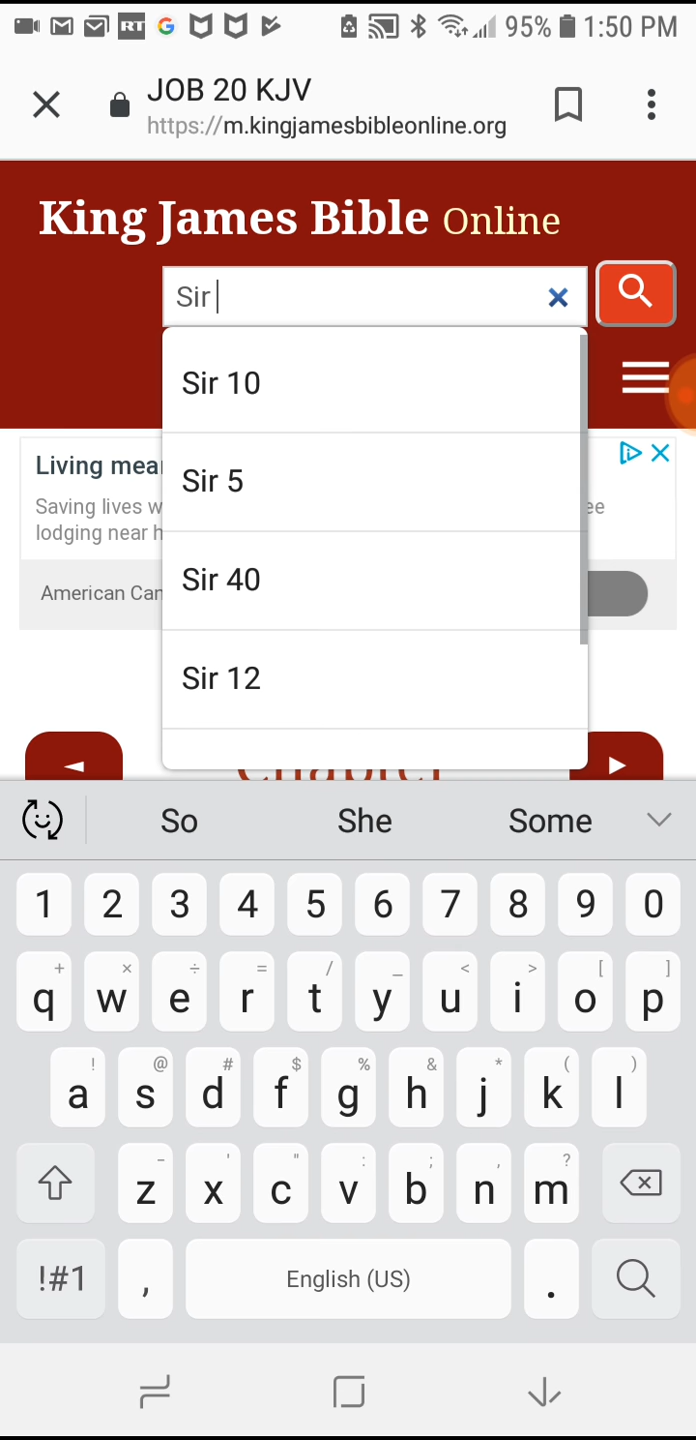 RT
G
95% 1:50 PM
JOB 20 KJV
https://m.kingjamesbibleonline.org
King James Bible Online
Sir
Sir 10
Living mea
Sir 5
Saving lives w
ee
lodging near h
Sir 40
American Can
Sir 12
Chapter
So She Some
1 2 3 4 5 6 7 8 9 0
+ × ÷ = / _ < > [ ]
q w e r t y u i o p
! @ # $ % & * ( )
a s d f g h j k l
- ' " : ; , ?
z x c v b n m
!#1 , English (US) .